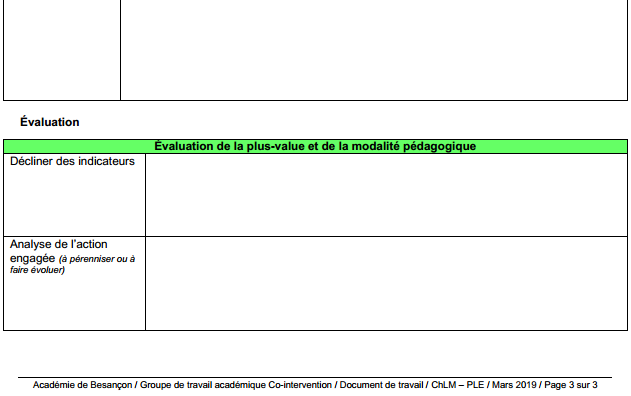 Évaluation
Évaluation de la plus-value et de la modalité pédagogique
Décliner des indicateurs
Analyse de l'action
engagée (à pérenniser ou à
faire évoluer)
Académie de Besançon / Groupe de travail académique Co-intervention / Document de travail / ChLM – PLE / Mars 2019 / Page 3 sur 3